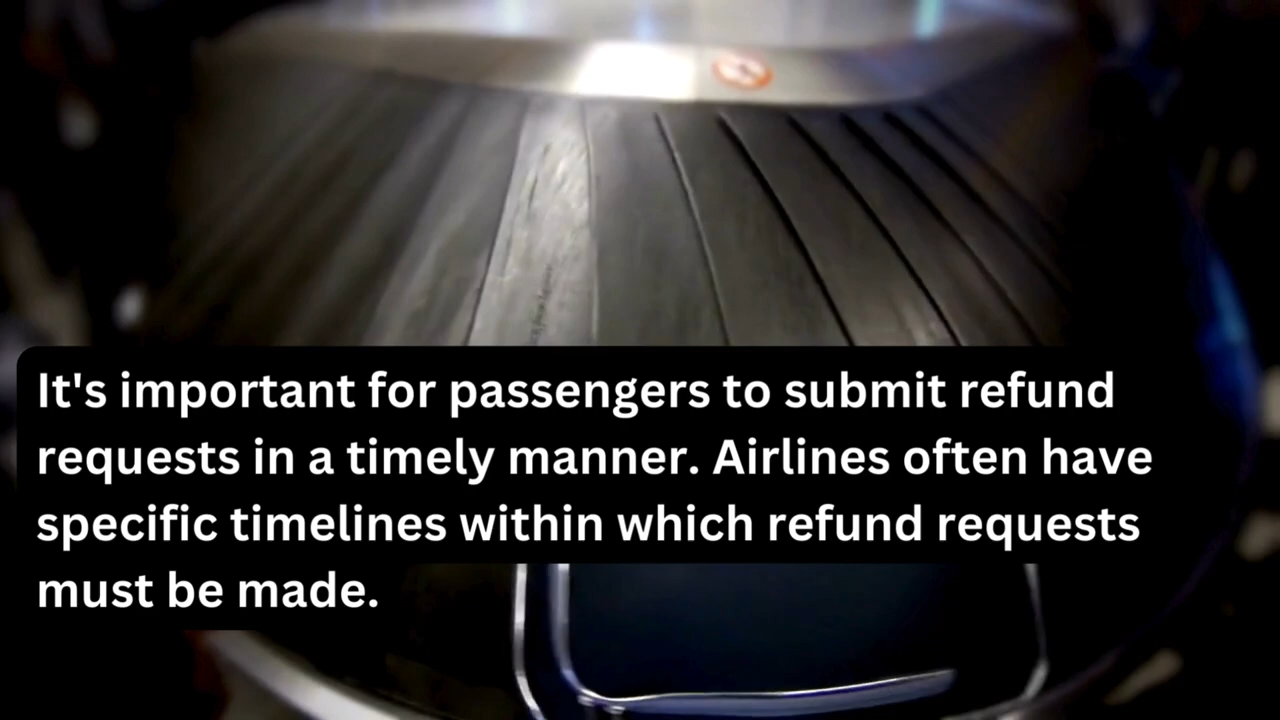 It's important for passengers to submit refund
requests in a timely manner. Airlines often have
specific timelines within which refund requests
must be made.